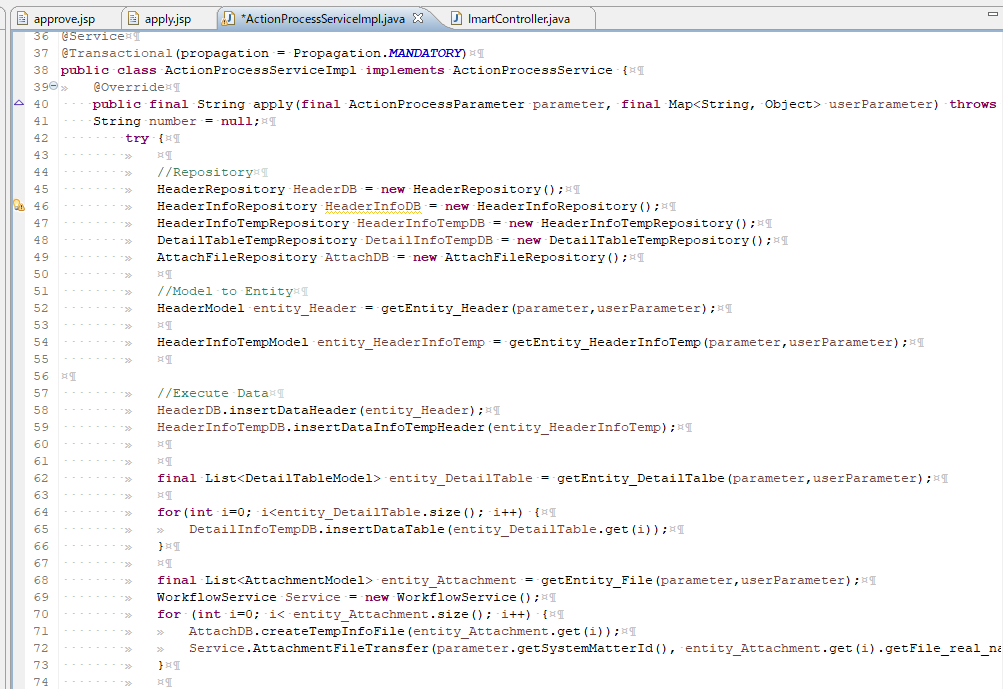 approve.jsp
apply.jsp
*ActionProcessServiceImpl.java
ImartController.java
36 @Service
37 @Transactional(propagation = Propagation.MANDATORY)
38 public class ActionProcessServiceImpl implements ActionProcessService {
39 @Override
40 public final String apply(final ActionProcessParameter parameter, final Map<String, Object> userParameter) throws
41 String number = null;
42 try {
43
44 //Repository
45 HeaderRepository HeaderDB = new HeaderRepository();
46 HeaderInfoRepository HeaderInfoDB = new HeaderInfoRepository();
47 HeaderInfoTempRepository HeaderInfoTempDB = new HeaderInfoTempRepository();
48 DetailTableTempRepository DetailInfoTempDB = new DetailTableTempRepository();
49 AttachFileRepository AttachDB = new AttachFileRepository();
50
51 //Model to Entity
52 HeaderModel entity_Header = getEntity_Header(parameter,userParameter);
53
54 HeaderInfoTempModel entity_HeaderInfoTemp = getEntity_HeaderInfoTemp(parameter,userParameter);
55
56
57 //Execute Data
58 HeaderDB.insertDataHeader(entity_Header);
59 HeaderInfoTempDB.insertDataInfoTempHeader(entity_HeaderInfoTemp);
60
61
62 final List<DetailTableModel> entity_DetailTable = getEntity_DetailTalbe(parameter,userParameter);
63
64 for(int i=0; i<entity_DetailTable.size(); i++) {
65 DetailInfoTempDB.insertDataTable(entity_DetailTable.get(i));
66 }
67
68 final List<AttachmentModel> entity_Attachment = getEntity_File(parameter,userParameter);
69 WorkflowService Service = new WorkflowService();
70 for (int i=0; i< entity_Attachment.size(); i++) {
71 AttachDB.createTempInfoFile(entity_Attachment.get(i));
72 Service.AttachmentFileTransfer(parameter.getSystemMatterId(), entity_Attachment.get(i).getFile_real_na
73 }
74